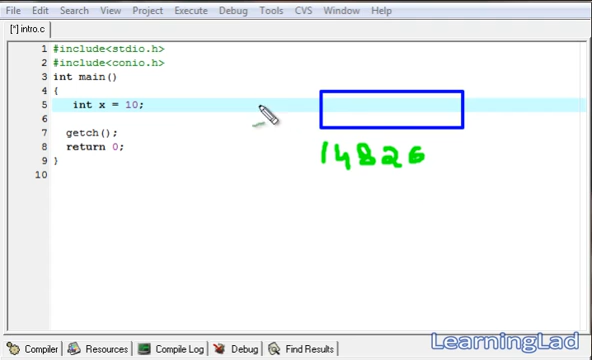 File Edit Search View Project Execute Debug Tools CVS Window Help
[*] intro.c
1 #include<stdio.h>
2 #include<conio.h>
3 int main()
4 {
5 int x = 10;
6
7 getch();
8 return 0;
9 }
10
14826
LearningLad
Compiler Resources Compile Log Debug Find Results